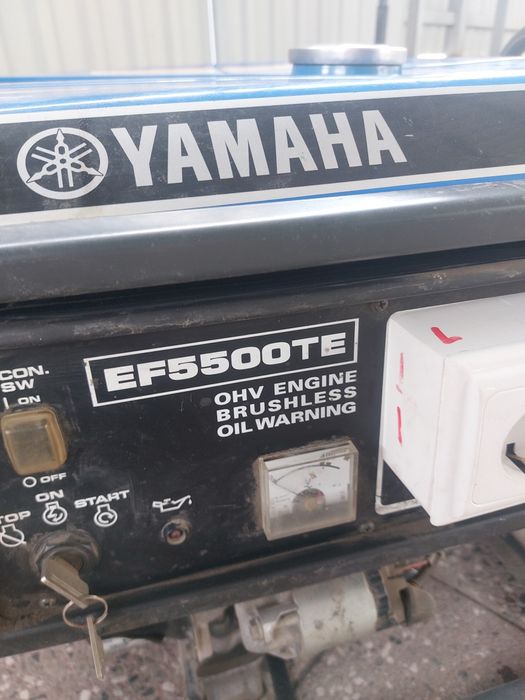 YAMAHA
EF5500TE
OHV ENGINE
BRUSHLESS
OIL WARNING
CON.
SW
ON
OFF
ON
START
TOP